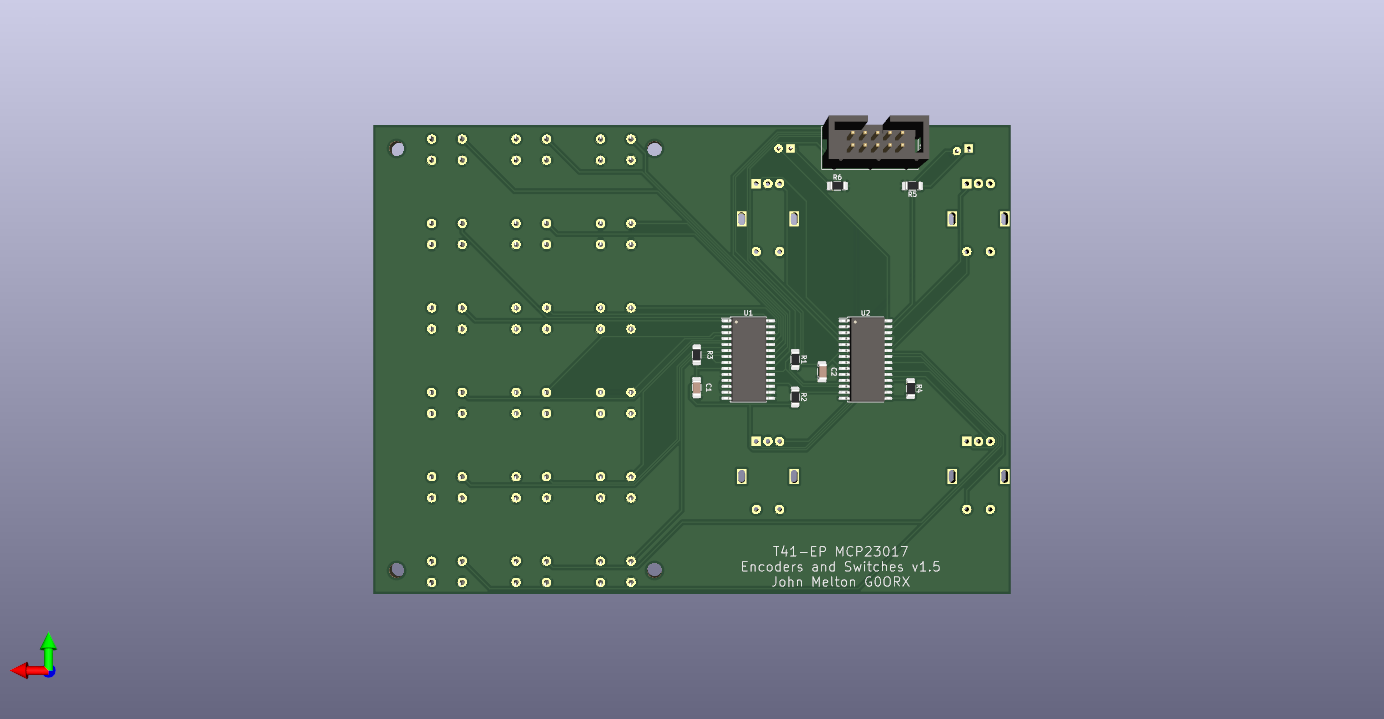 R6
R5
U1
U2
R3
R1
C2
C1
R2
R4
T41-EP MCP23017
Encoders and Switches v1.5
John Melton G0ORX